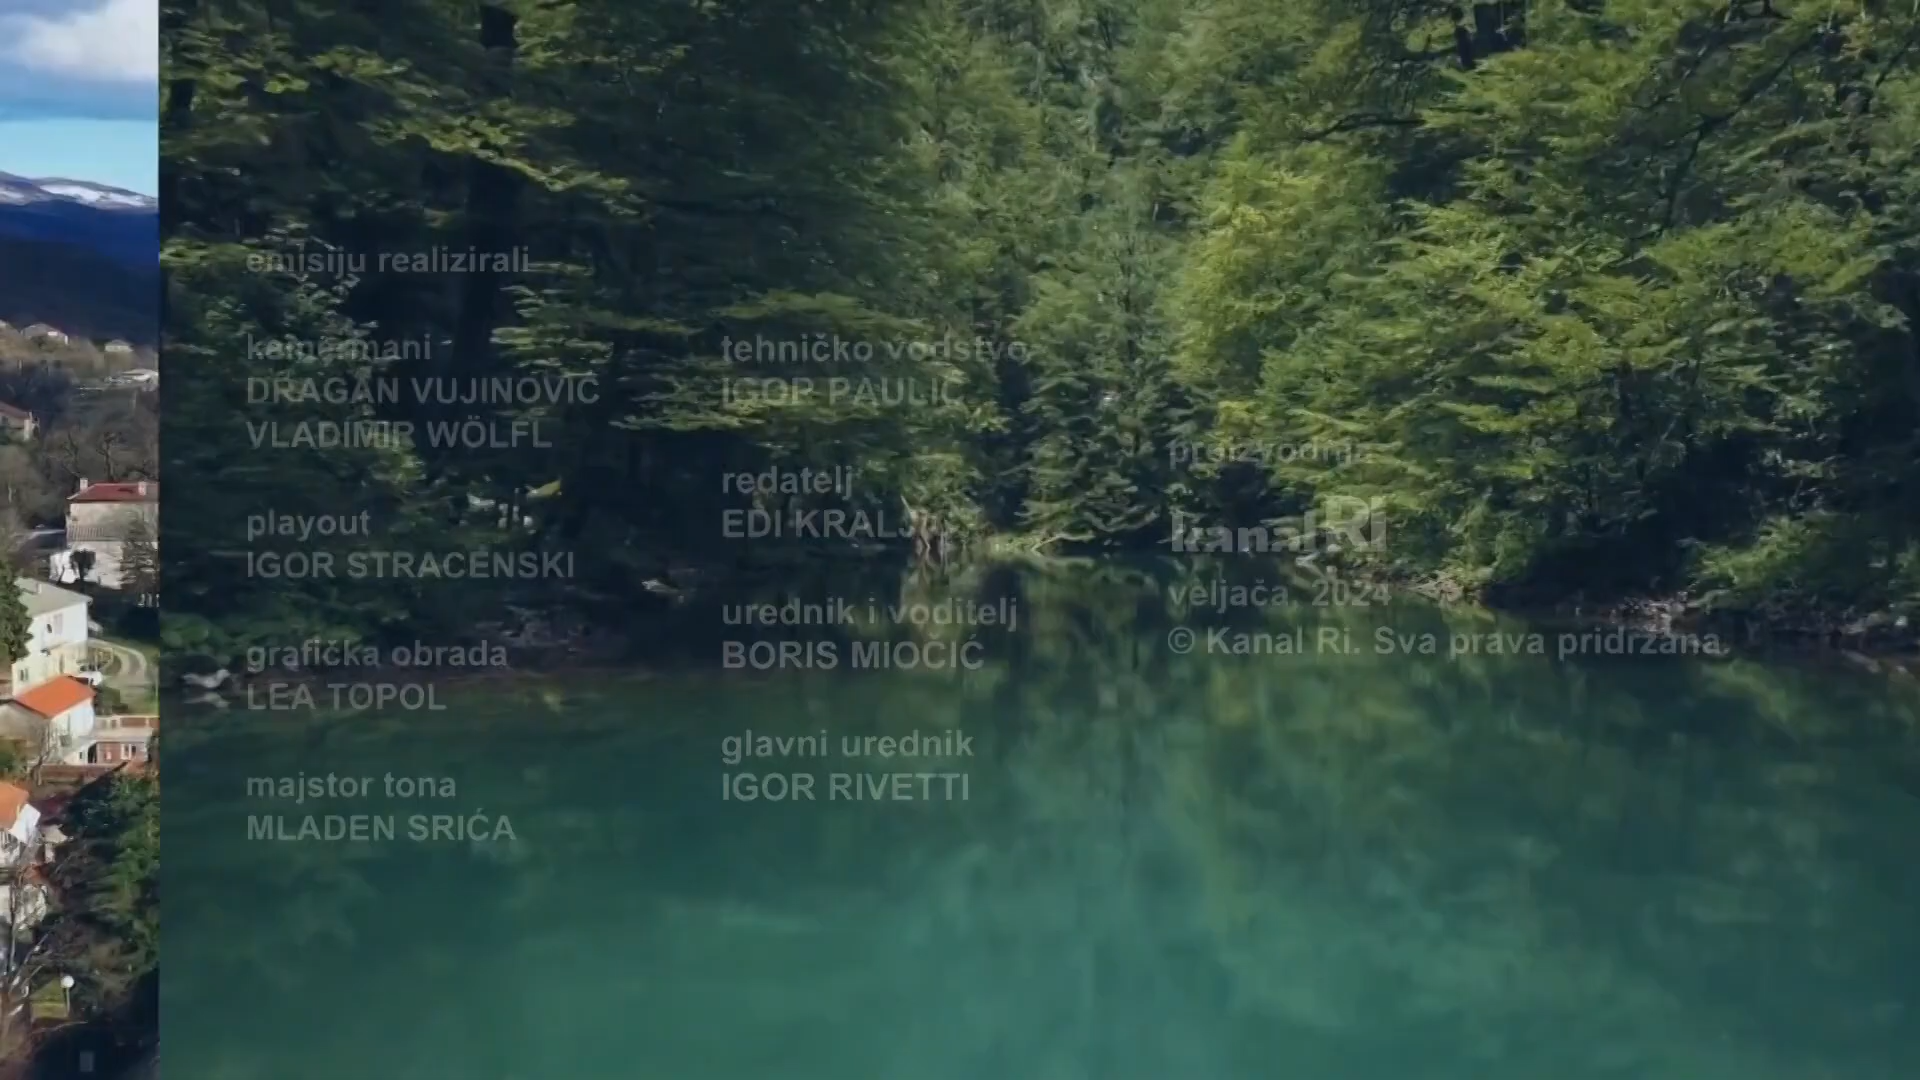 emisiju realizirali
kamermani
DRAGAN VUJINOVIĆ
VLADIMIR WÖLFL
playout
IGOR STRACENSKI
grafička obrada
LEA TOPOL
majstor tona
MLADEN SRIĆA
tehničko vodstvo
IGOR PAULIĆ
redatelj
EDI KRALJ
urednik i voditelj
BORIS MIOČIĆ
glavni urednik
IGOR RIVETTI
proizvodnja
kanal Ri
veljača, 2024
© Kanal Ri. Sva prava pridržana.